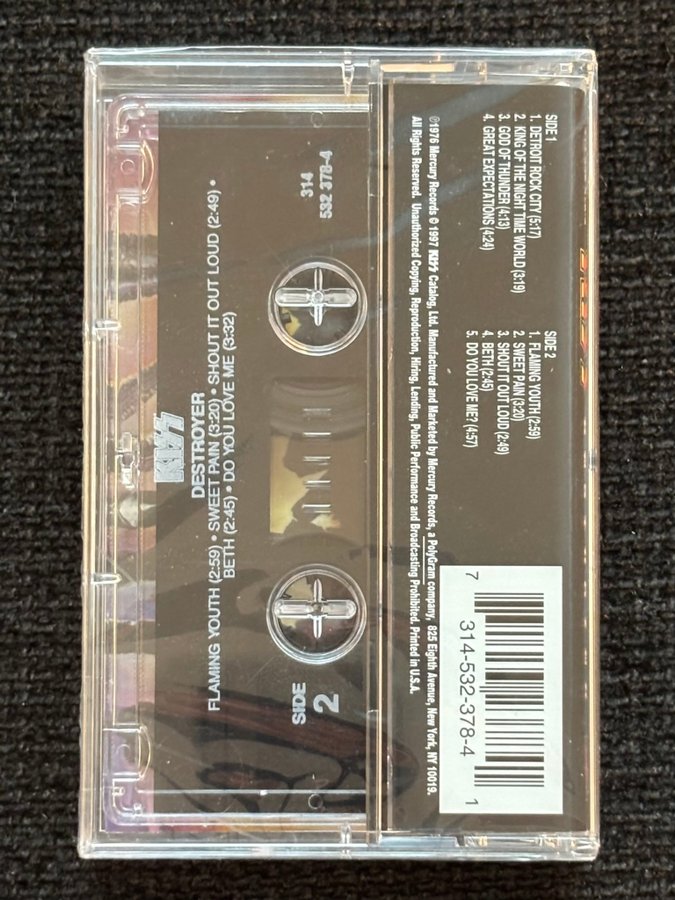 SIDE 1
1. DETROIT ROCK CITY (5:17)
2. KING OF THE NIGHT TIME WORLD (3:19)
3. GOD OF THUNDER (4:13)
4. GREAT EXPECTATIONS (4:24)
SIDE 2
1. FLAMING YOUTH (2:59)
2. SWEET PAIN (3:20)
3. SHOUT IT OUT LOUD (2:49)
4. BETH (2:45)
5. DO YOU LOVE ME? (4:57)
℗1976 Mercury Records © 1997 KISS Catalog, Ltd. Manufactured and Marketed by Mercury Records, a PolyGram company, 825 Eighth Avenue, New York, NY 10019.
All Rights Reserved. Unauthorized Copying, Reproduction, Hiring, Lending, Public Performance and Broadcasting Prohibited. Printed in U.S.A.
7 314-532-378-4 1
314
532 378-4
SIDE
2
KISS
DESTROYER
FLAMING YOUTH (2:59) • SWEET PAIN (3:20) • SHOUT IT OUT LOUD (2:49) •
BETH (2:45) • DO YOU LOVE ME (3:32)